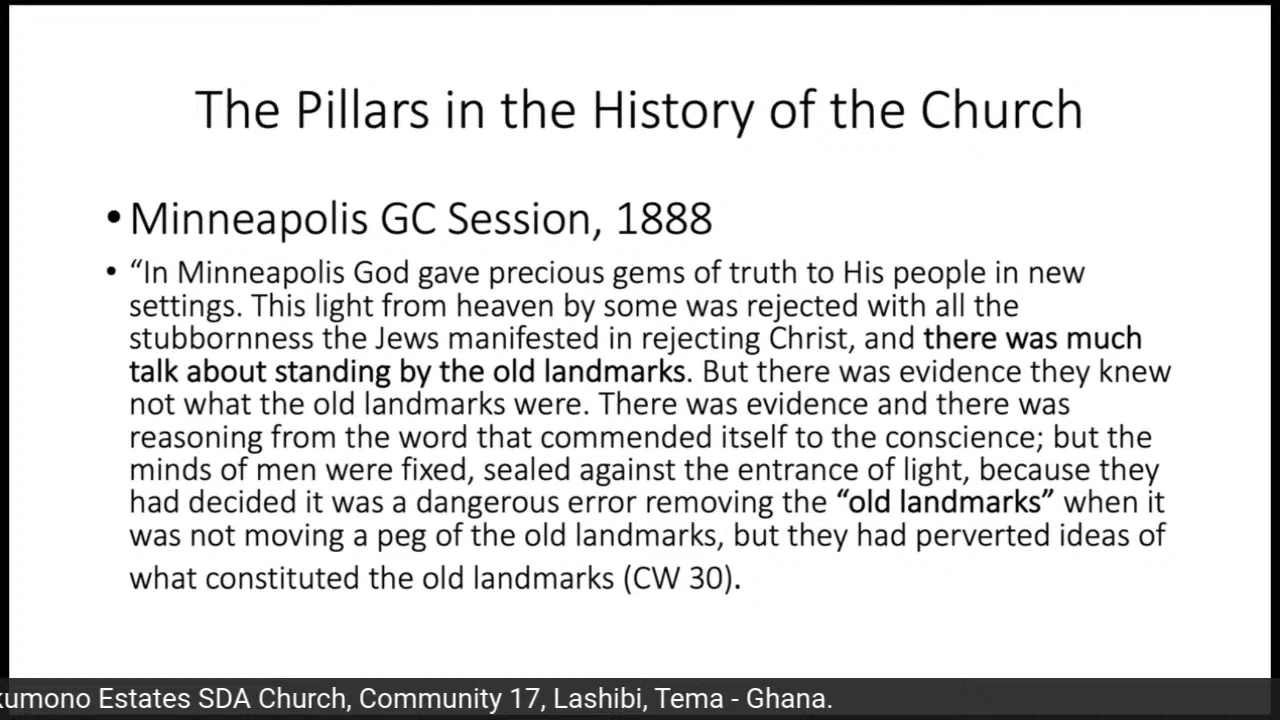 The Pillars in the History of the Church
• Minneapolis GC Session, 1888
• “In Minneapolis God gave precious gems of truth to His people in new
settings. This light from heaven by some was rejected with all the
stubbornness the Jews manifested in rejecting Christ, and there was much
talk about standing by the old landmarks. But there was evidence they knew
not what the old landmarks were. There was evidence and there was
reasoning from the word that commended itself to the conscience; but the
minds of men were fixed, sealed against the entrance of light, because they
had decided it was a dangerous error removing the “old landmarks” when it
was not moving a peg of the old landmarks, but they had perverted ideas of
what constituted the old landmarks (CW 30).
Estates SDA Church, Community 17, Lashibi, Tema - Ghana.